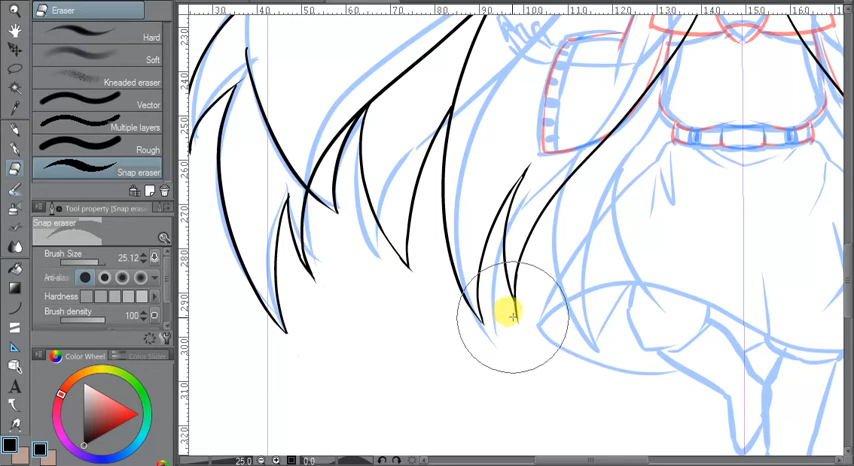 Eraser
Hard
Soft
Kneaded eraser
Vector
Multiple layers
Rough
Snap eraser
Tool property [Snap eras
Snap eraser
Brush Size 25.12
Anti-alias
Hardness
Brush density 100
Color Wheel Color Slider
30 40 50 60 70 80 90 100 110 120 130 140 150 160
230
240
250
260
270
280
290
300
310
320
25.0 0.0
A